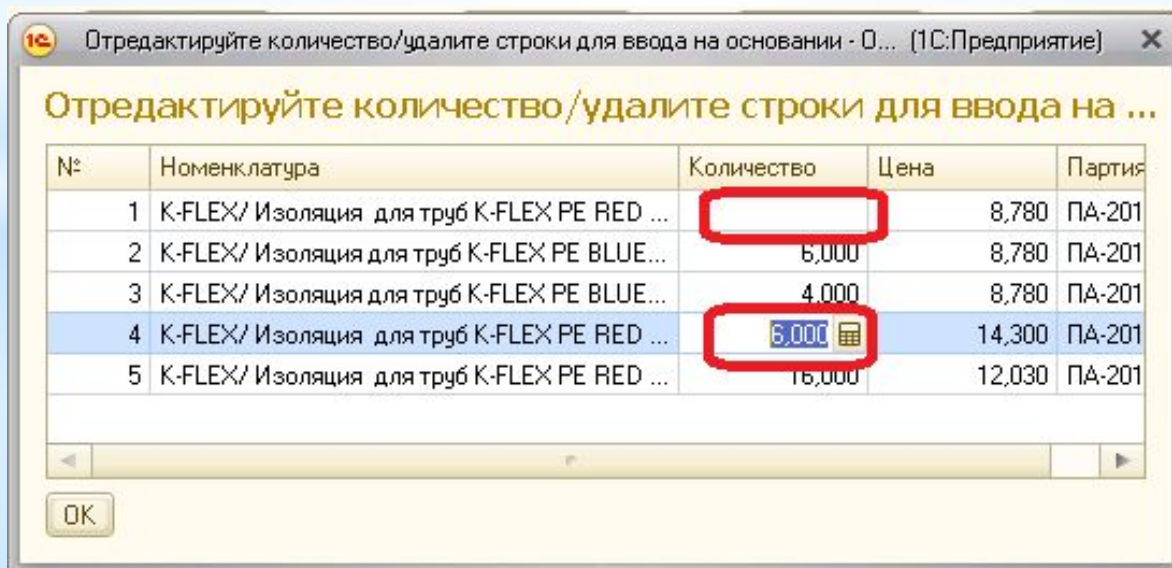 1С Отредактируйте количество/удалите строки для ввода на основании - О... (1С:Предприятие)
Отредактируйте количество/удалите строки для ввода на ...
№ Номенклатура Количество Цена Партия
1 K-FLEX/ Изоляция для труб K-FLEX PE RED ... 8,780 ПА-201
2 K-FLEX/ Изоляция для труб K-FLEX PE BLUE... 6,000 8,780 ПА-201
3 K-FLEX/ Изоляция для труб K-FLEX PE BLUE... 4,000 8,780 ПА-201
4 K-FLEX/ Изоляция для труб K-FLEX PE RED ... 6,000 14,300 ПА-201
5 K-FLEX/ Изоляция для труб K-FLEX PE RED ... 16,000 12,030 ПА-201
OK